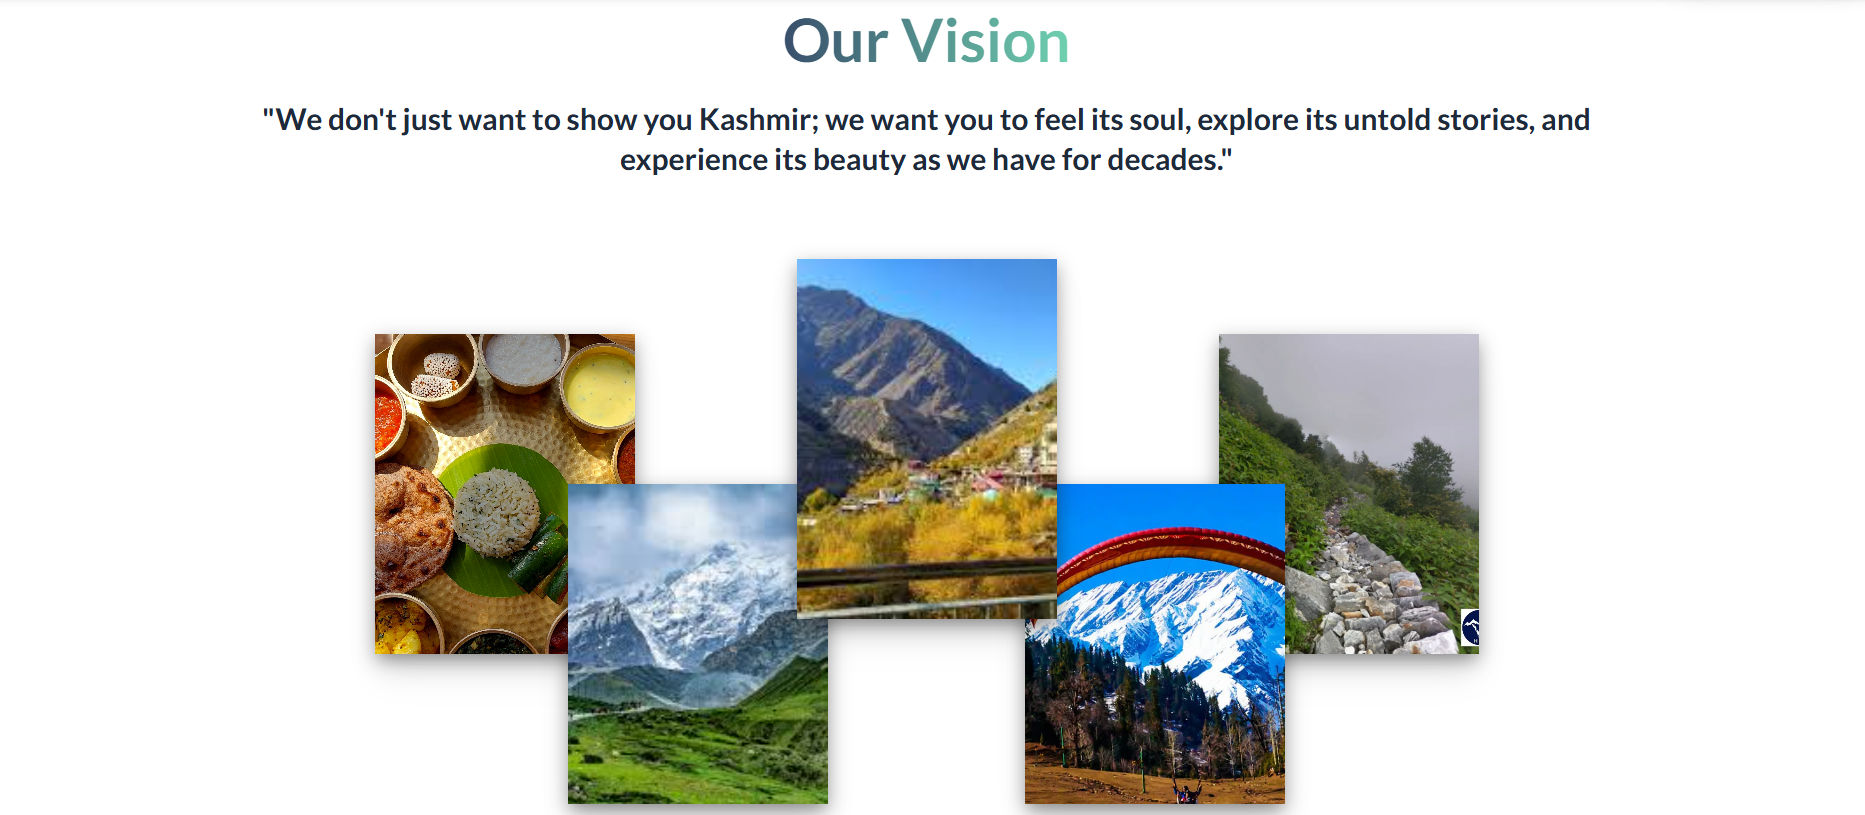 Our Vision
"We don't just want to show you Kashmir; we want you to feel its soul, explore its untold stories, and
experience its beauty as we have for decades."